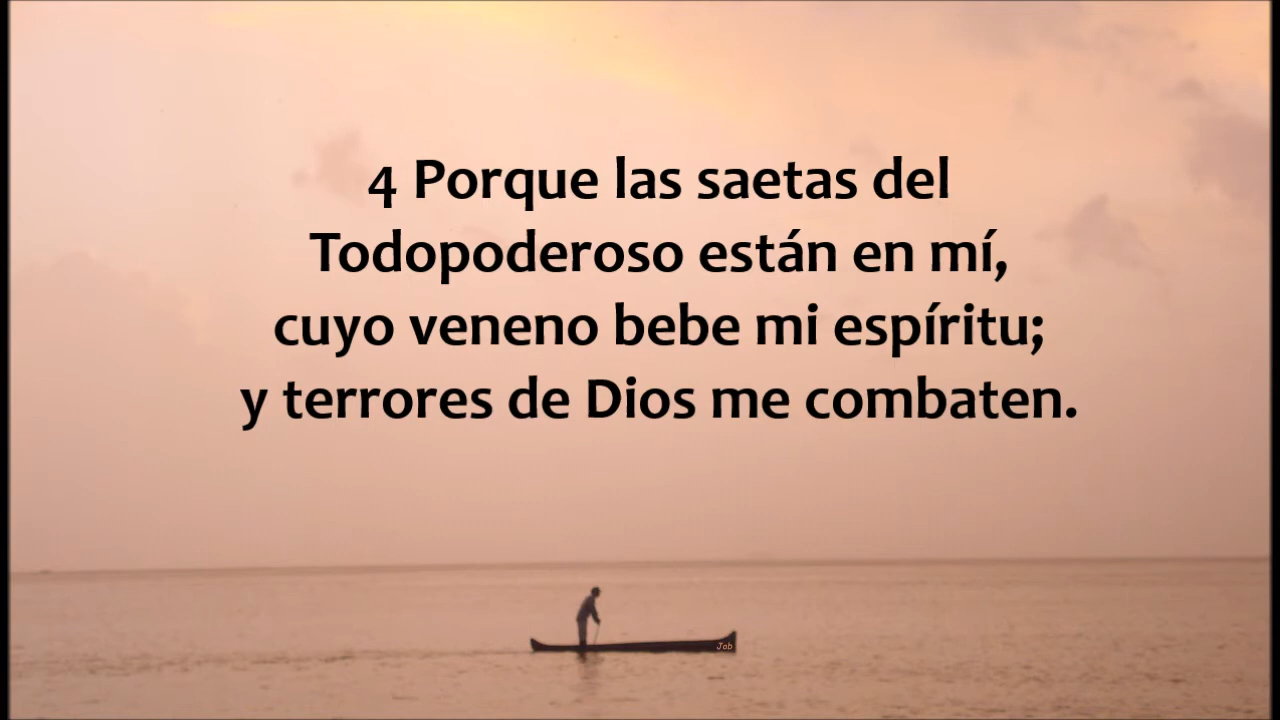 4 Porque las saetas del
Todopoderoso están en mí,
cuyo veneno bebe mi espíritu;
y terrores de Dios me combaten.
Job